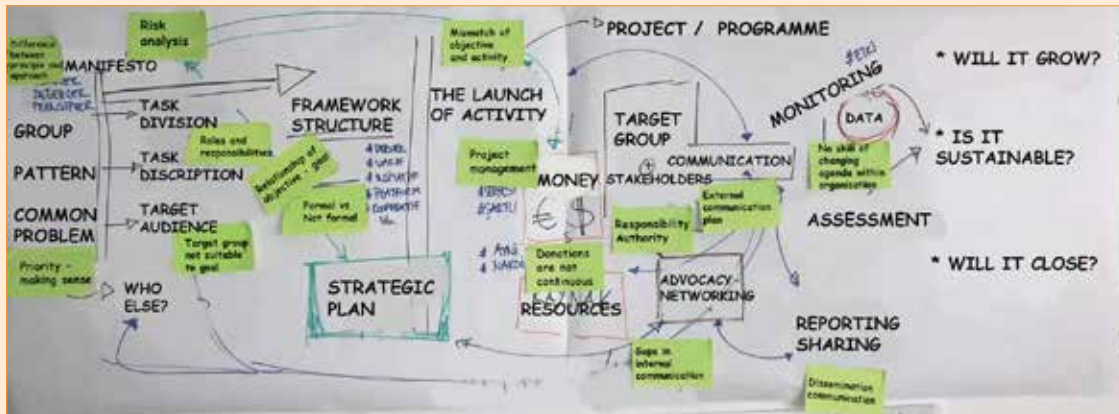 Difference
between
principle and
approach
MANIFESTO
GROUP
PATTERN
COMMON
PROBLEM
Priority -
making sense
Risk
analysis
TASK
DIVISION
Roles and
responsibilities
TASK
DISCRIPTION
TARGET
AUDIENCE
Target group
not suitable
to goal
WHO
ELSE?
FRAMEWORK
STRUCTURE
Relationship of
objective - goal
Formal vs
Not formal
STRATEGIC
PLAN
Mismatch of
objective
and activity
THE LAUNCH
OF ACTIVITY
Project
management
MONEY
€ $
Donations
are not
continuous
RESOURCES
PROJECT / PROGRAMME
TARGET
GROUP
+
STAKEHOLDERS
COMMUNICATION
Responsibility
Authority
External
communication
plan
ADVOCACY-
NETWORKING
Gaps in
internal
communication
MONITORING
DATA
No skill of
changing
agenda within
organisation
ASSESSMENT
REPORTING
SHARING
Dissemination
communication
* WILL IT GROW?
* IS IT
SUSTAINABLE?
* WILL IT CLOSE?